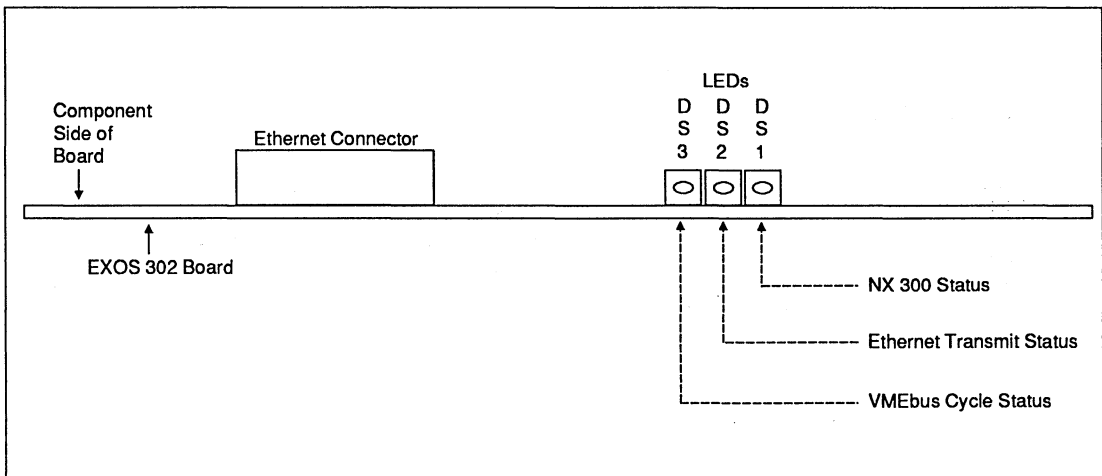 LEDs
D D D
S S S
3 2 1
Component
Side of
Board
Ethernet Connector
EXOS 302 Board
NX 300 Status
Ethernet Transmit Status
VMEbus Cycle Status